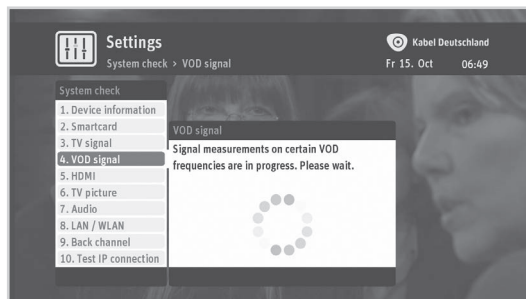 Settings
System check > VOD signal
Kabel Deutschland
Fr 15. Oct 06:49
System check
1. Device information
2. Smartcard
3. TV signal
4. VOD signal
5. HDMI
6. TV picture
7. Audio
8. LAN / WLAN
9. Back channel
10. Test IP connection
VOD signal
Signal measurements on certain VOD
frequencies are in progress. Please wait.